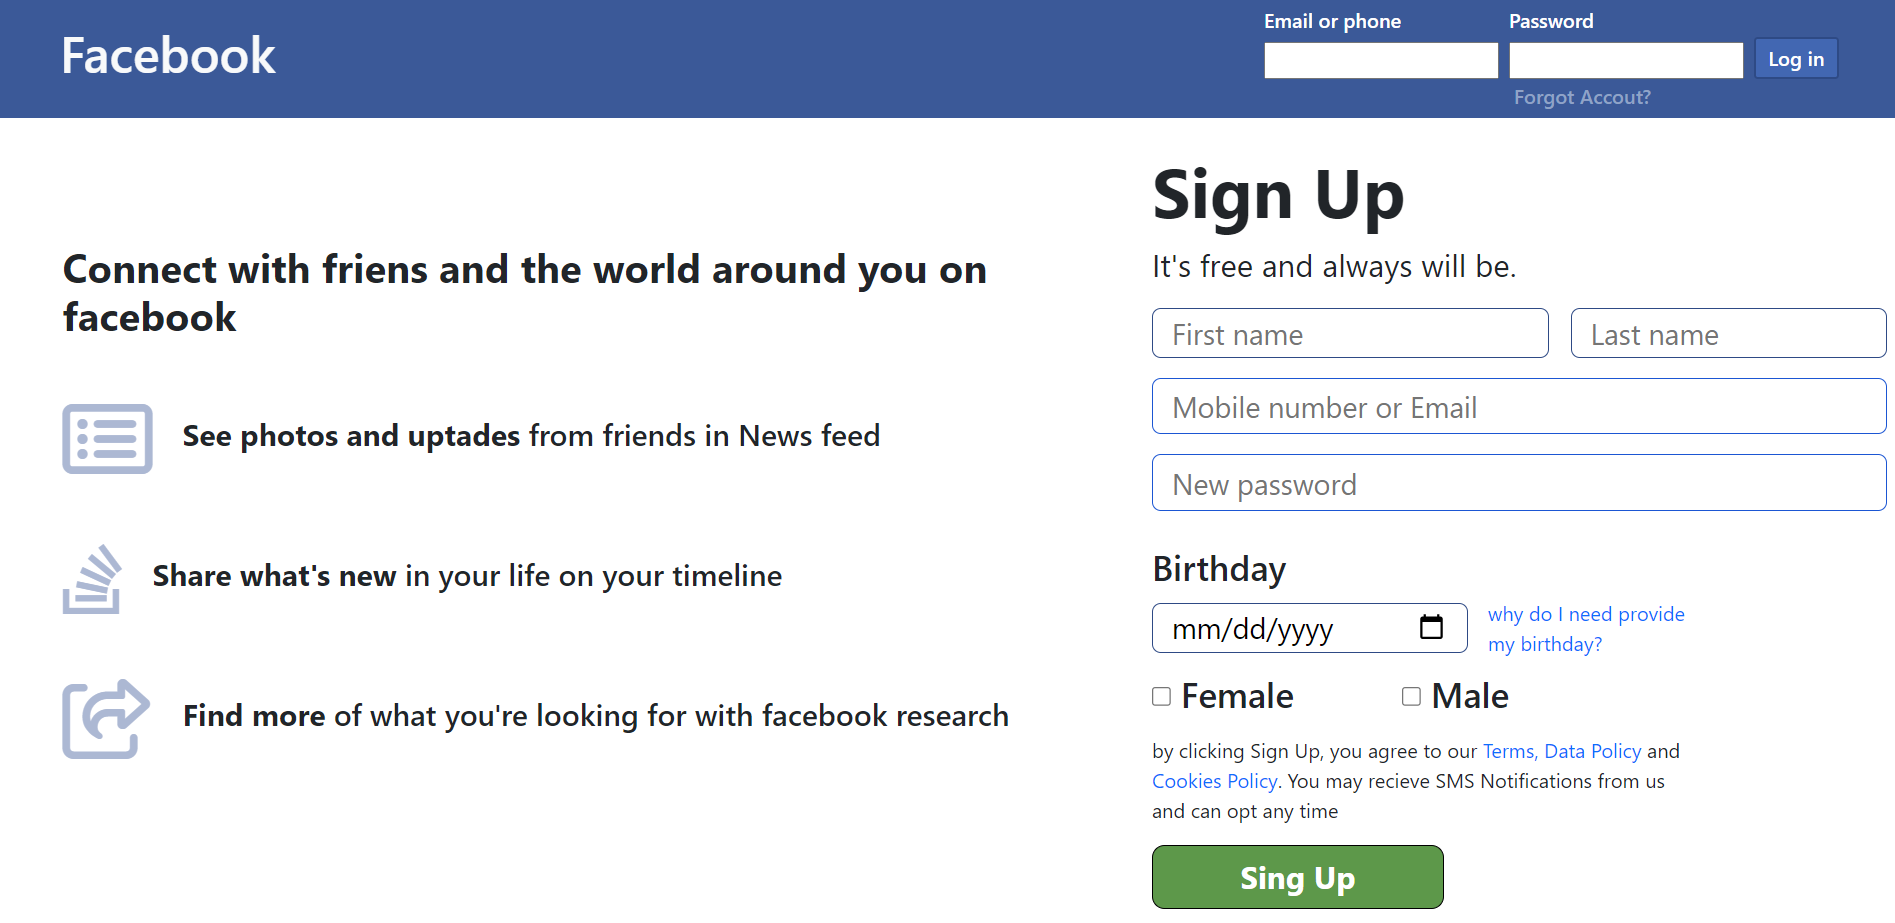 Email or phone
Password
Facebook
Log in
Forgot Accout?
Sign Up
It's free and always will be.
Connect with friens and the world around you on
facebook
First name
Last name
Mobile number or Email
See photos and uptades from friends in News feed
New password
Share what's new in your life on your timeline
Birthday
mm/dd/yyyy
why do I need provide
my birthday?
Female
Male
Find more of what you're looking for with facebook research
by clicking Sign Up, you agree to our Terms, Data Policy and
Cookies Policy. You may recieve SMS Notifications from us
and can opt any time
Sing Up